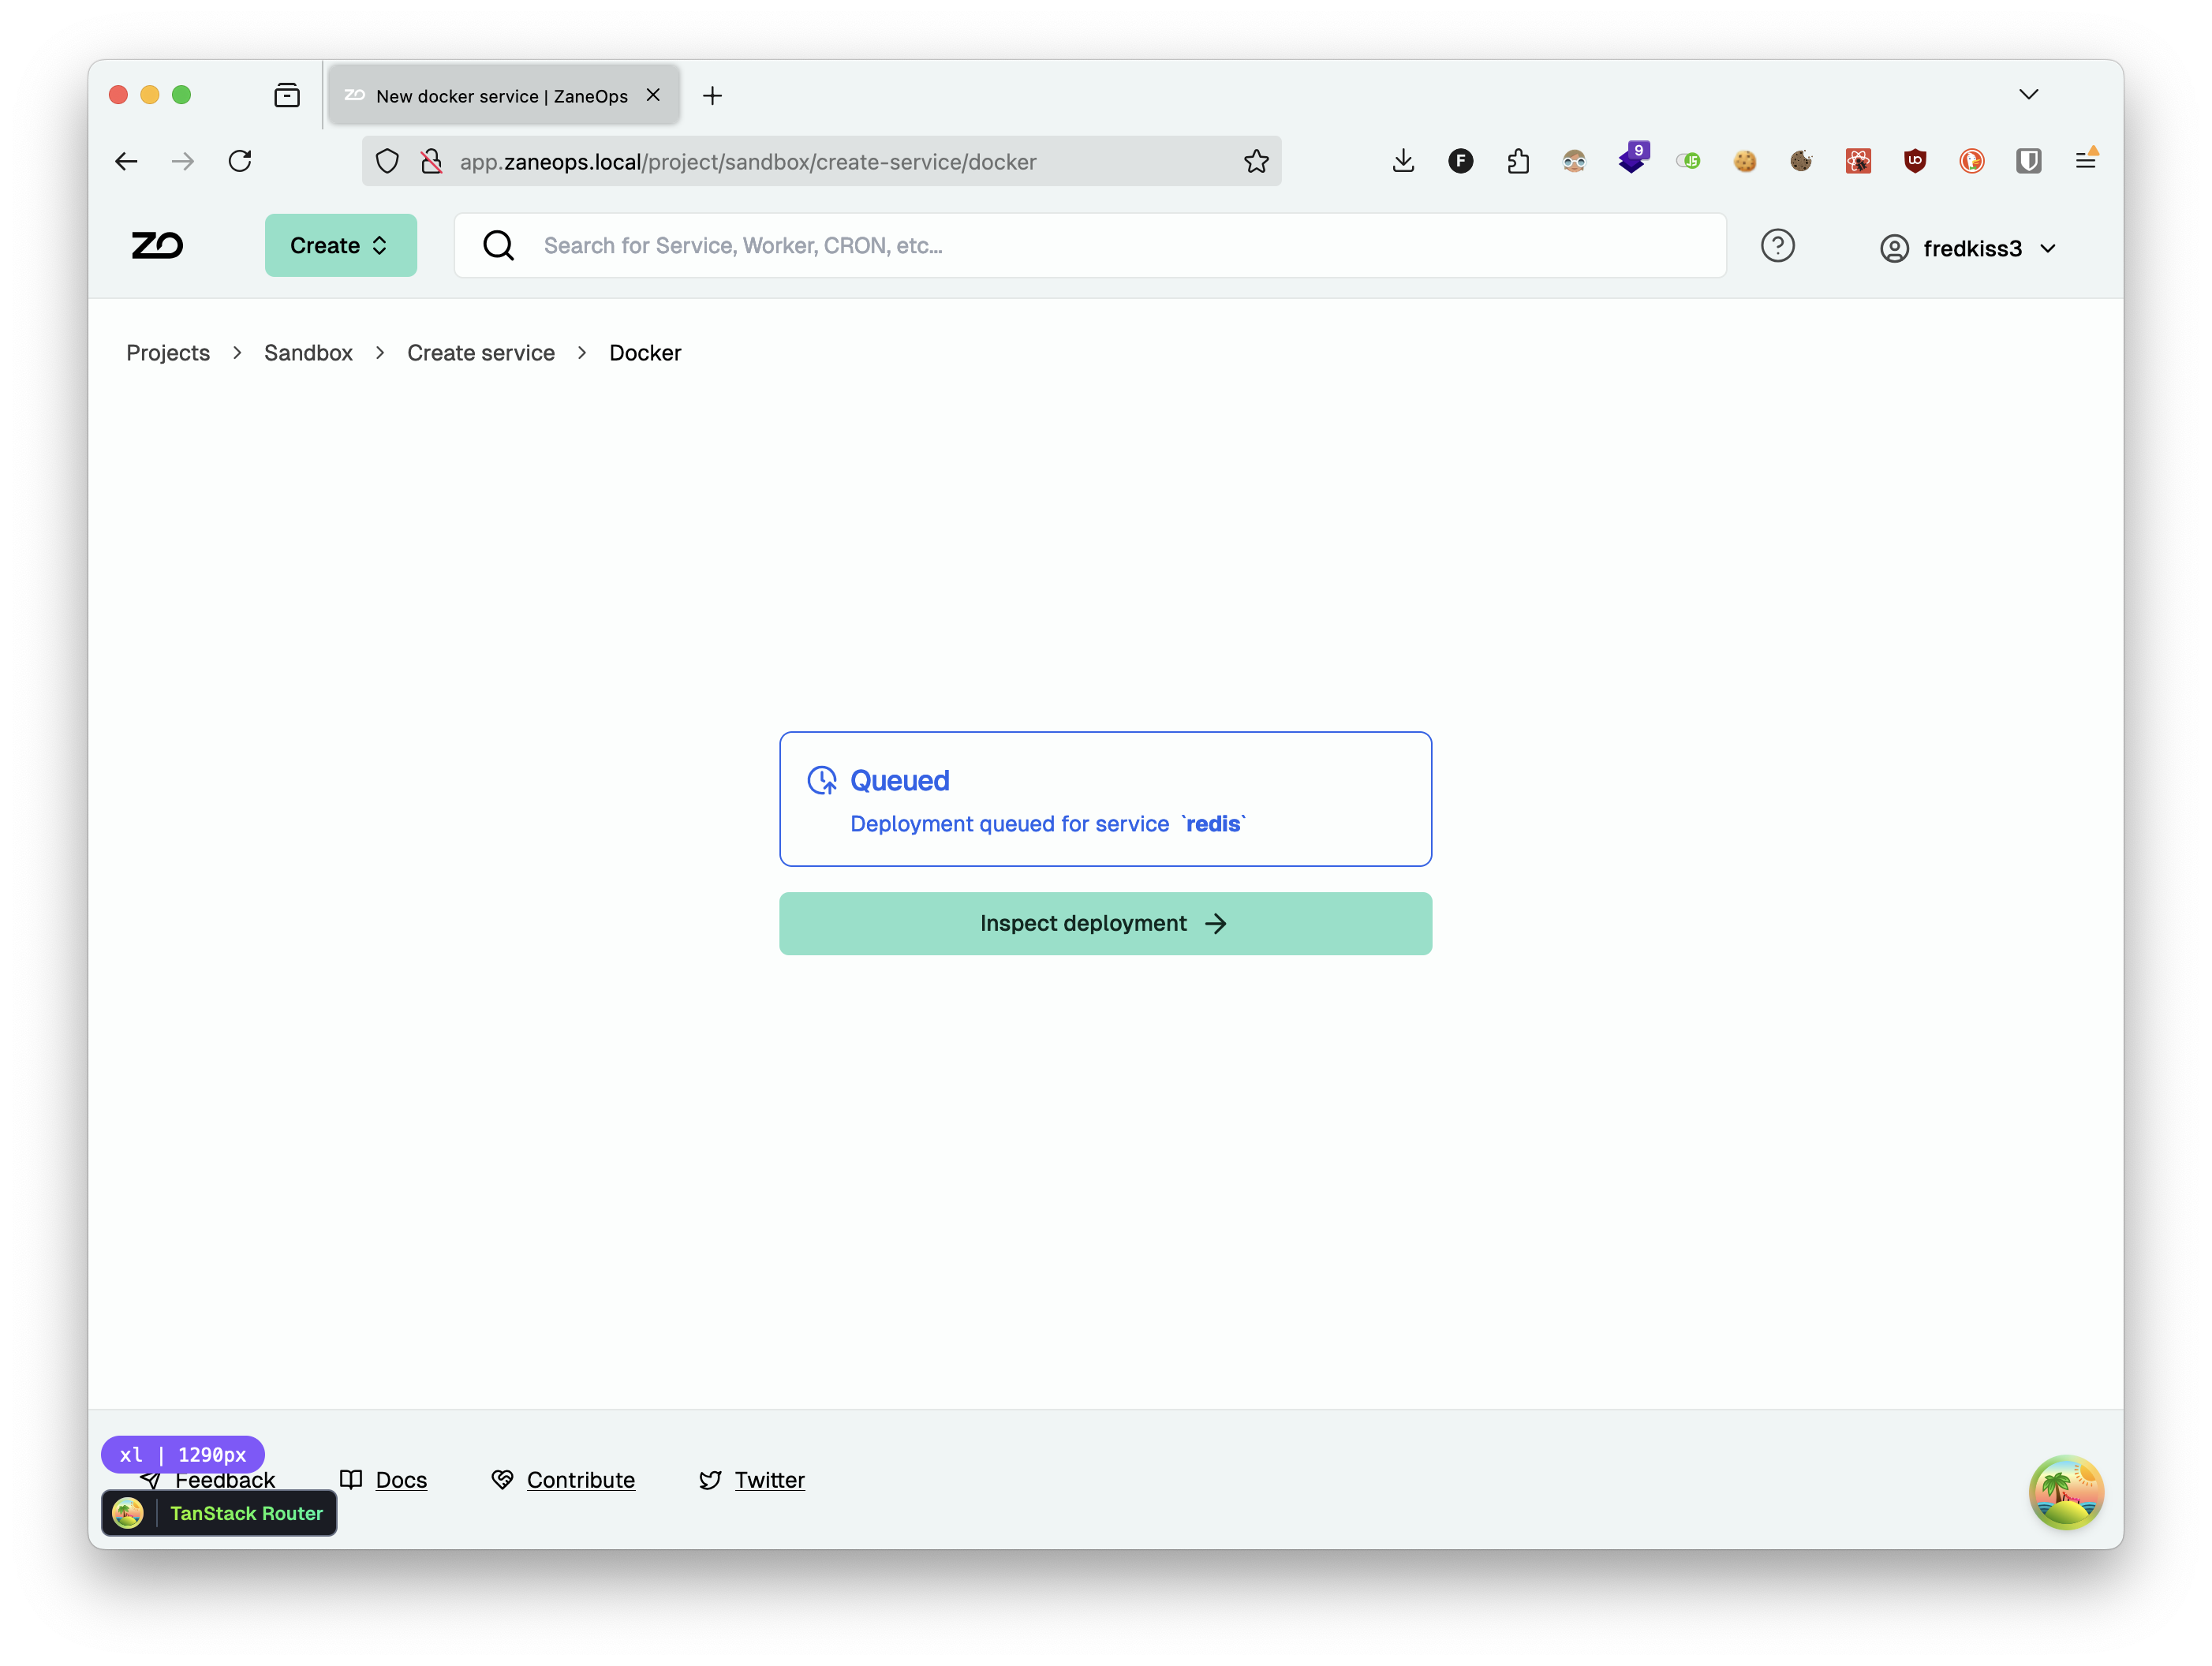 New docker service | ZaneOps
app.zaneops.local/project/sandbox/create-service/docker
9
F
JS
ZO
Create
Search for Service, Worker, CRON, etc...
fredkiss3
Projects
Sandbox
Create service
Docker
Queued
Deployment queued for service `redis`
Inspect deployment
xl | 1290px
Feedback
Docs
Contribute
Twitter
TanStack Router